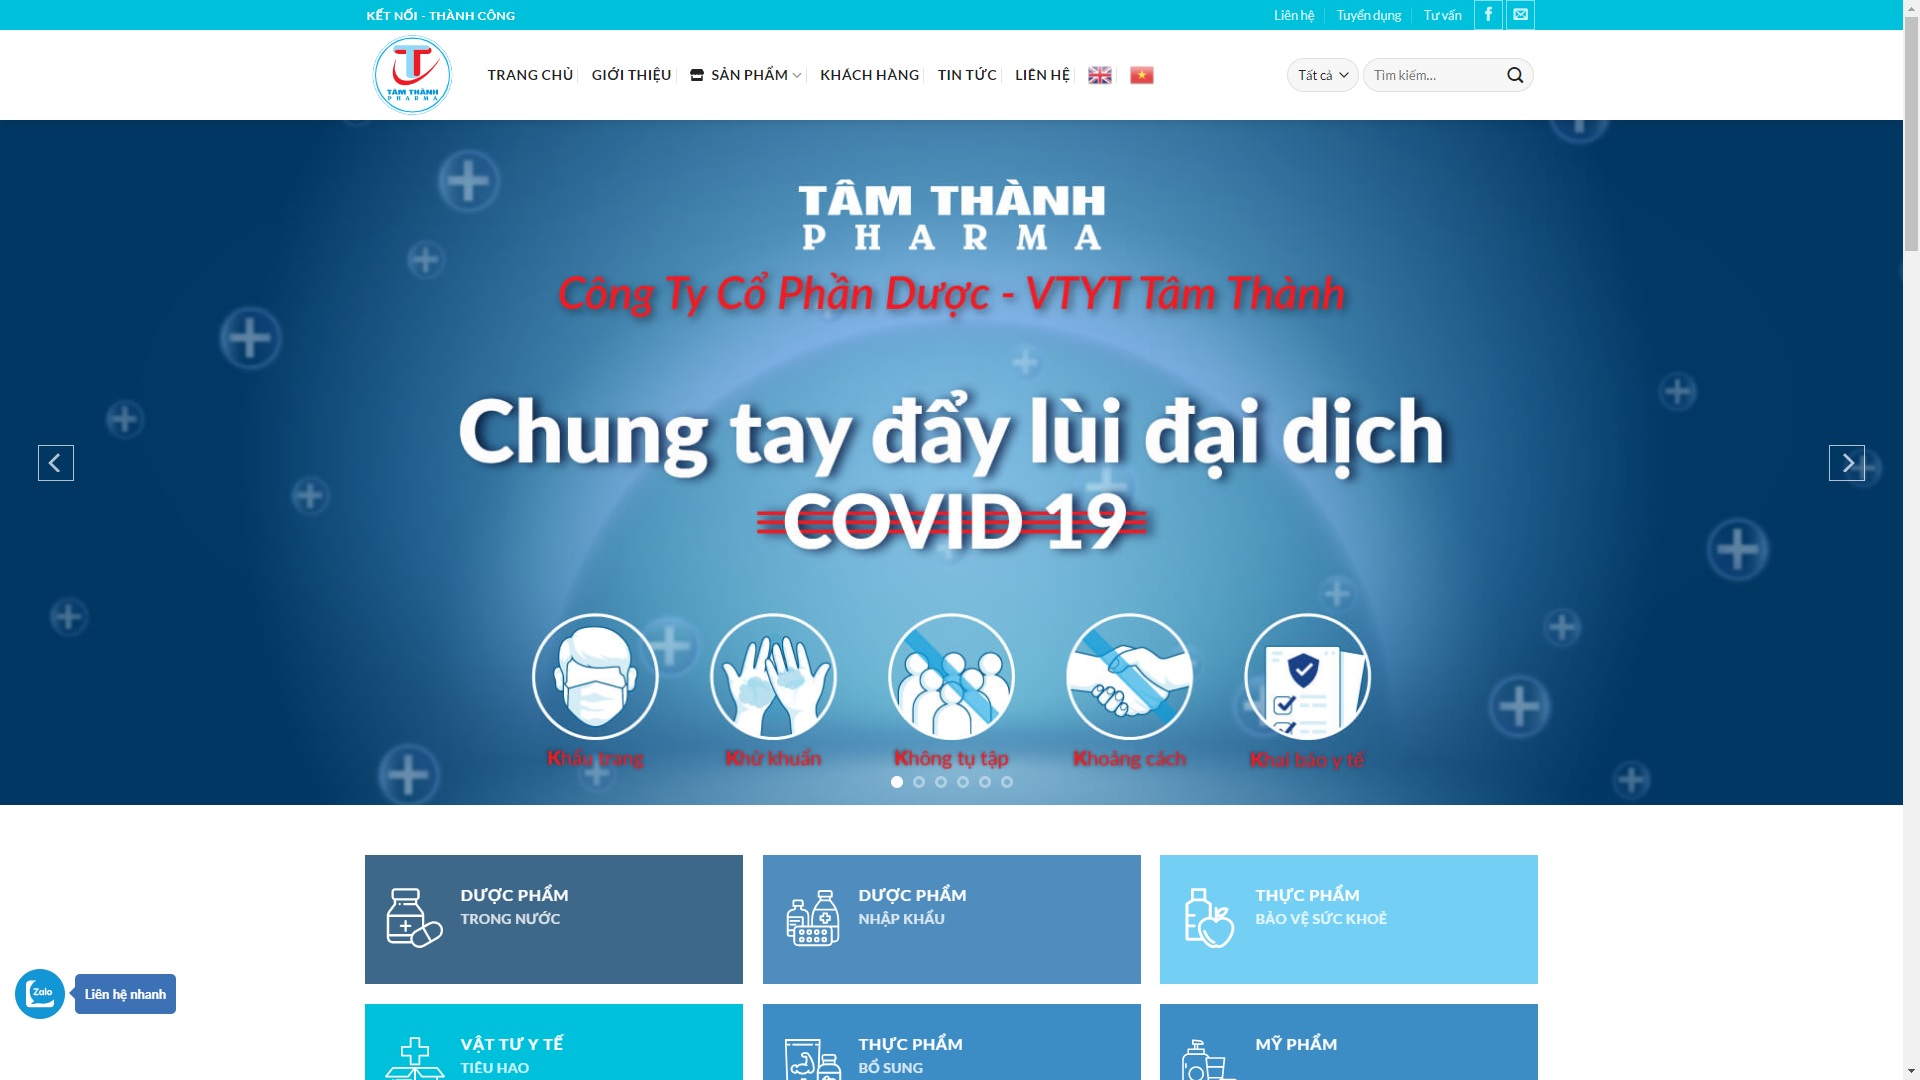 KẾT NỐI - THÀNH CÔNG
Liên hệ
Tuyển dụng
Tư vấn
TÂM THÀNH
PHARMA
TRANG CHỦ
GIỚI THIỆU
SẢN PHẨM
KHÁCH HÀNG
TIN TỨC
LIÊN HỆ
Tất cả
Tìm kiếm...
TÂM THÀNH
PHARMA
Công Ty Cổ Phần Dược - VTYT Tâm Thành
Chung tay đẩy lùi đại dịch
COVID 19
Khẩu trang
Khử khuẩn
Không tụ tập
Khoảng cách
Khai báo y tế
DƯỢC PHẨM
TRONG NƯỚC
DƯỢC PHẨM
NHẬP KHẨU
THỰC PHẨM
BẢO VỆ SỨC KHOẺ
Zalo
Liên hệ nhanh
VẬT TƯ Y TẾ
TIÊU HAO
THỰC PHẨM
BỔ SUNG
MỸ PHẨM